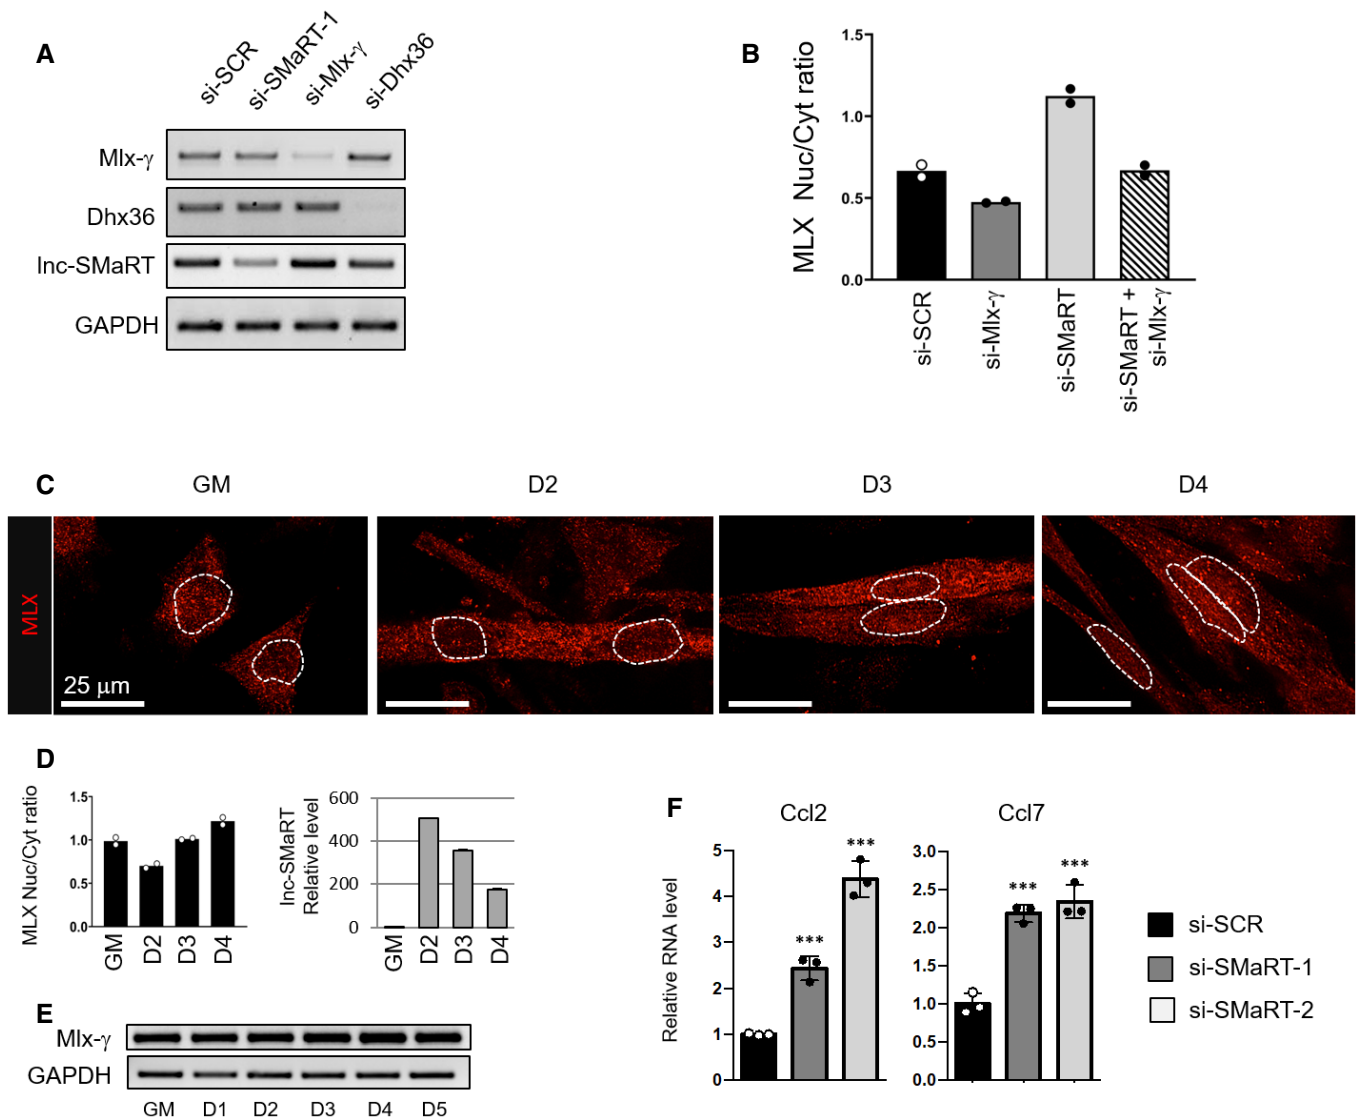 A
si-SCR
si-SMaRT-1
si-Mlx-γ
si-Dhx36
Mlx-γ
Dhx36
lnc-SMaRT
GAPDH
B
MLX Nuc/Cyt ratio
1.5
1.0
0.5
0.0
si-SCR
si-Mlx-γ
si-SMaRT
si-SMaRT +
si-Mlx-γ
C
GM
D2
D3
D4
MLX
25 μm
D
MLX Nuc/Cyt ratio
1.5
1.0
0.5
0.0
GM
D2
D3
D4
lnc-SMaRT
Relative level
600
400
200
0
GM
D2
D3
D4
E
Mlx-γ
GAPDH
GM
D1
D2
D3
D4
D5
F
Ccl2
Relative RNA level
5
4
3
2
1
0
***
***
Ccl7
3.0
2.5
2.0
1.5
1.0
0.5
0.0
***
***
si-SCR
si-SMaRT-1
si-SMaRT-2